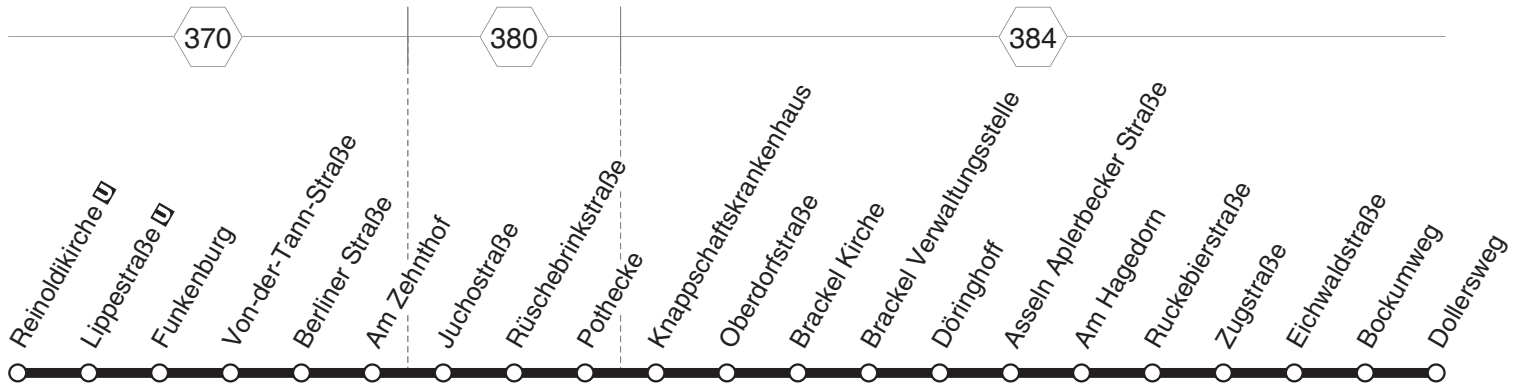 370
380
384
Reinoldikirche U
Lippestraße U
Funkenburg
Von-der-Tann-Straße
Berliner Straße
Am Zehnthof
Juchostraße
Rüschebrinkstraße
Pothecke
Knappschaftskrankenhaus
Oberdorfstraße
Brackel Kirche
Brackel Verwaltungsstelle
Döringhoff
Asseln Aplerbecker Straße
Am Hagedorn
Ruckebierstraße
Zugstraße
Eichwaldstraße
Bockumweg
Dollersweg